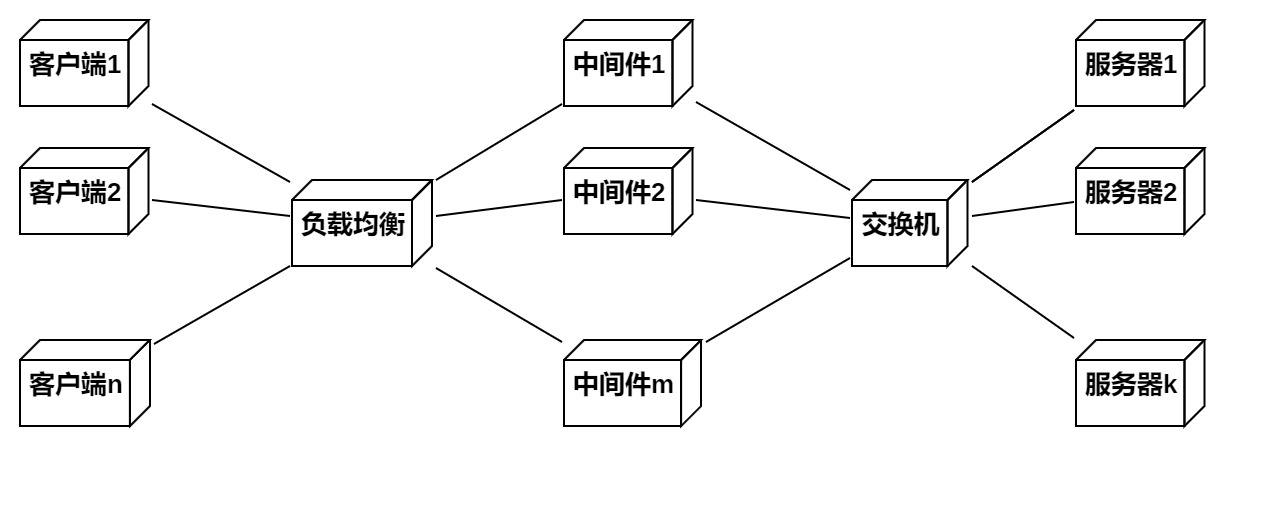 客户端1
中间件1
服务器1
客户端2
中间件2
服务器2
负载均衡
交换机
客户端n
中间件m
服务器k